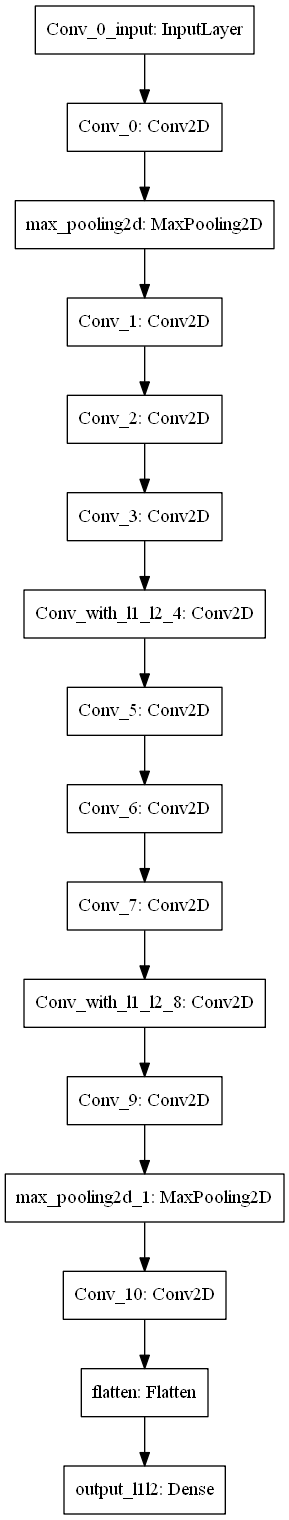 Conv_0_input: InputLayer
Conv_0: Conv2D
max_pooling2d: MaxPooling2D
Conv_1: Conv2D
Conv_2: Conv2D
Conv_3: Conv2D
Conv_with_l1_l2_4: Conv2D
Conv_5: Conv2D
Conv_6: Conv2D
Conv_7: Conv2D
Conv_with_l1_l2_8: Conv2D
Conv_9: Conv2D
max_pooling2d_1: MaxPooling2D
Conv_10: Conv2D
flatten: Flatten
output_l1l2: Dense